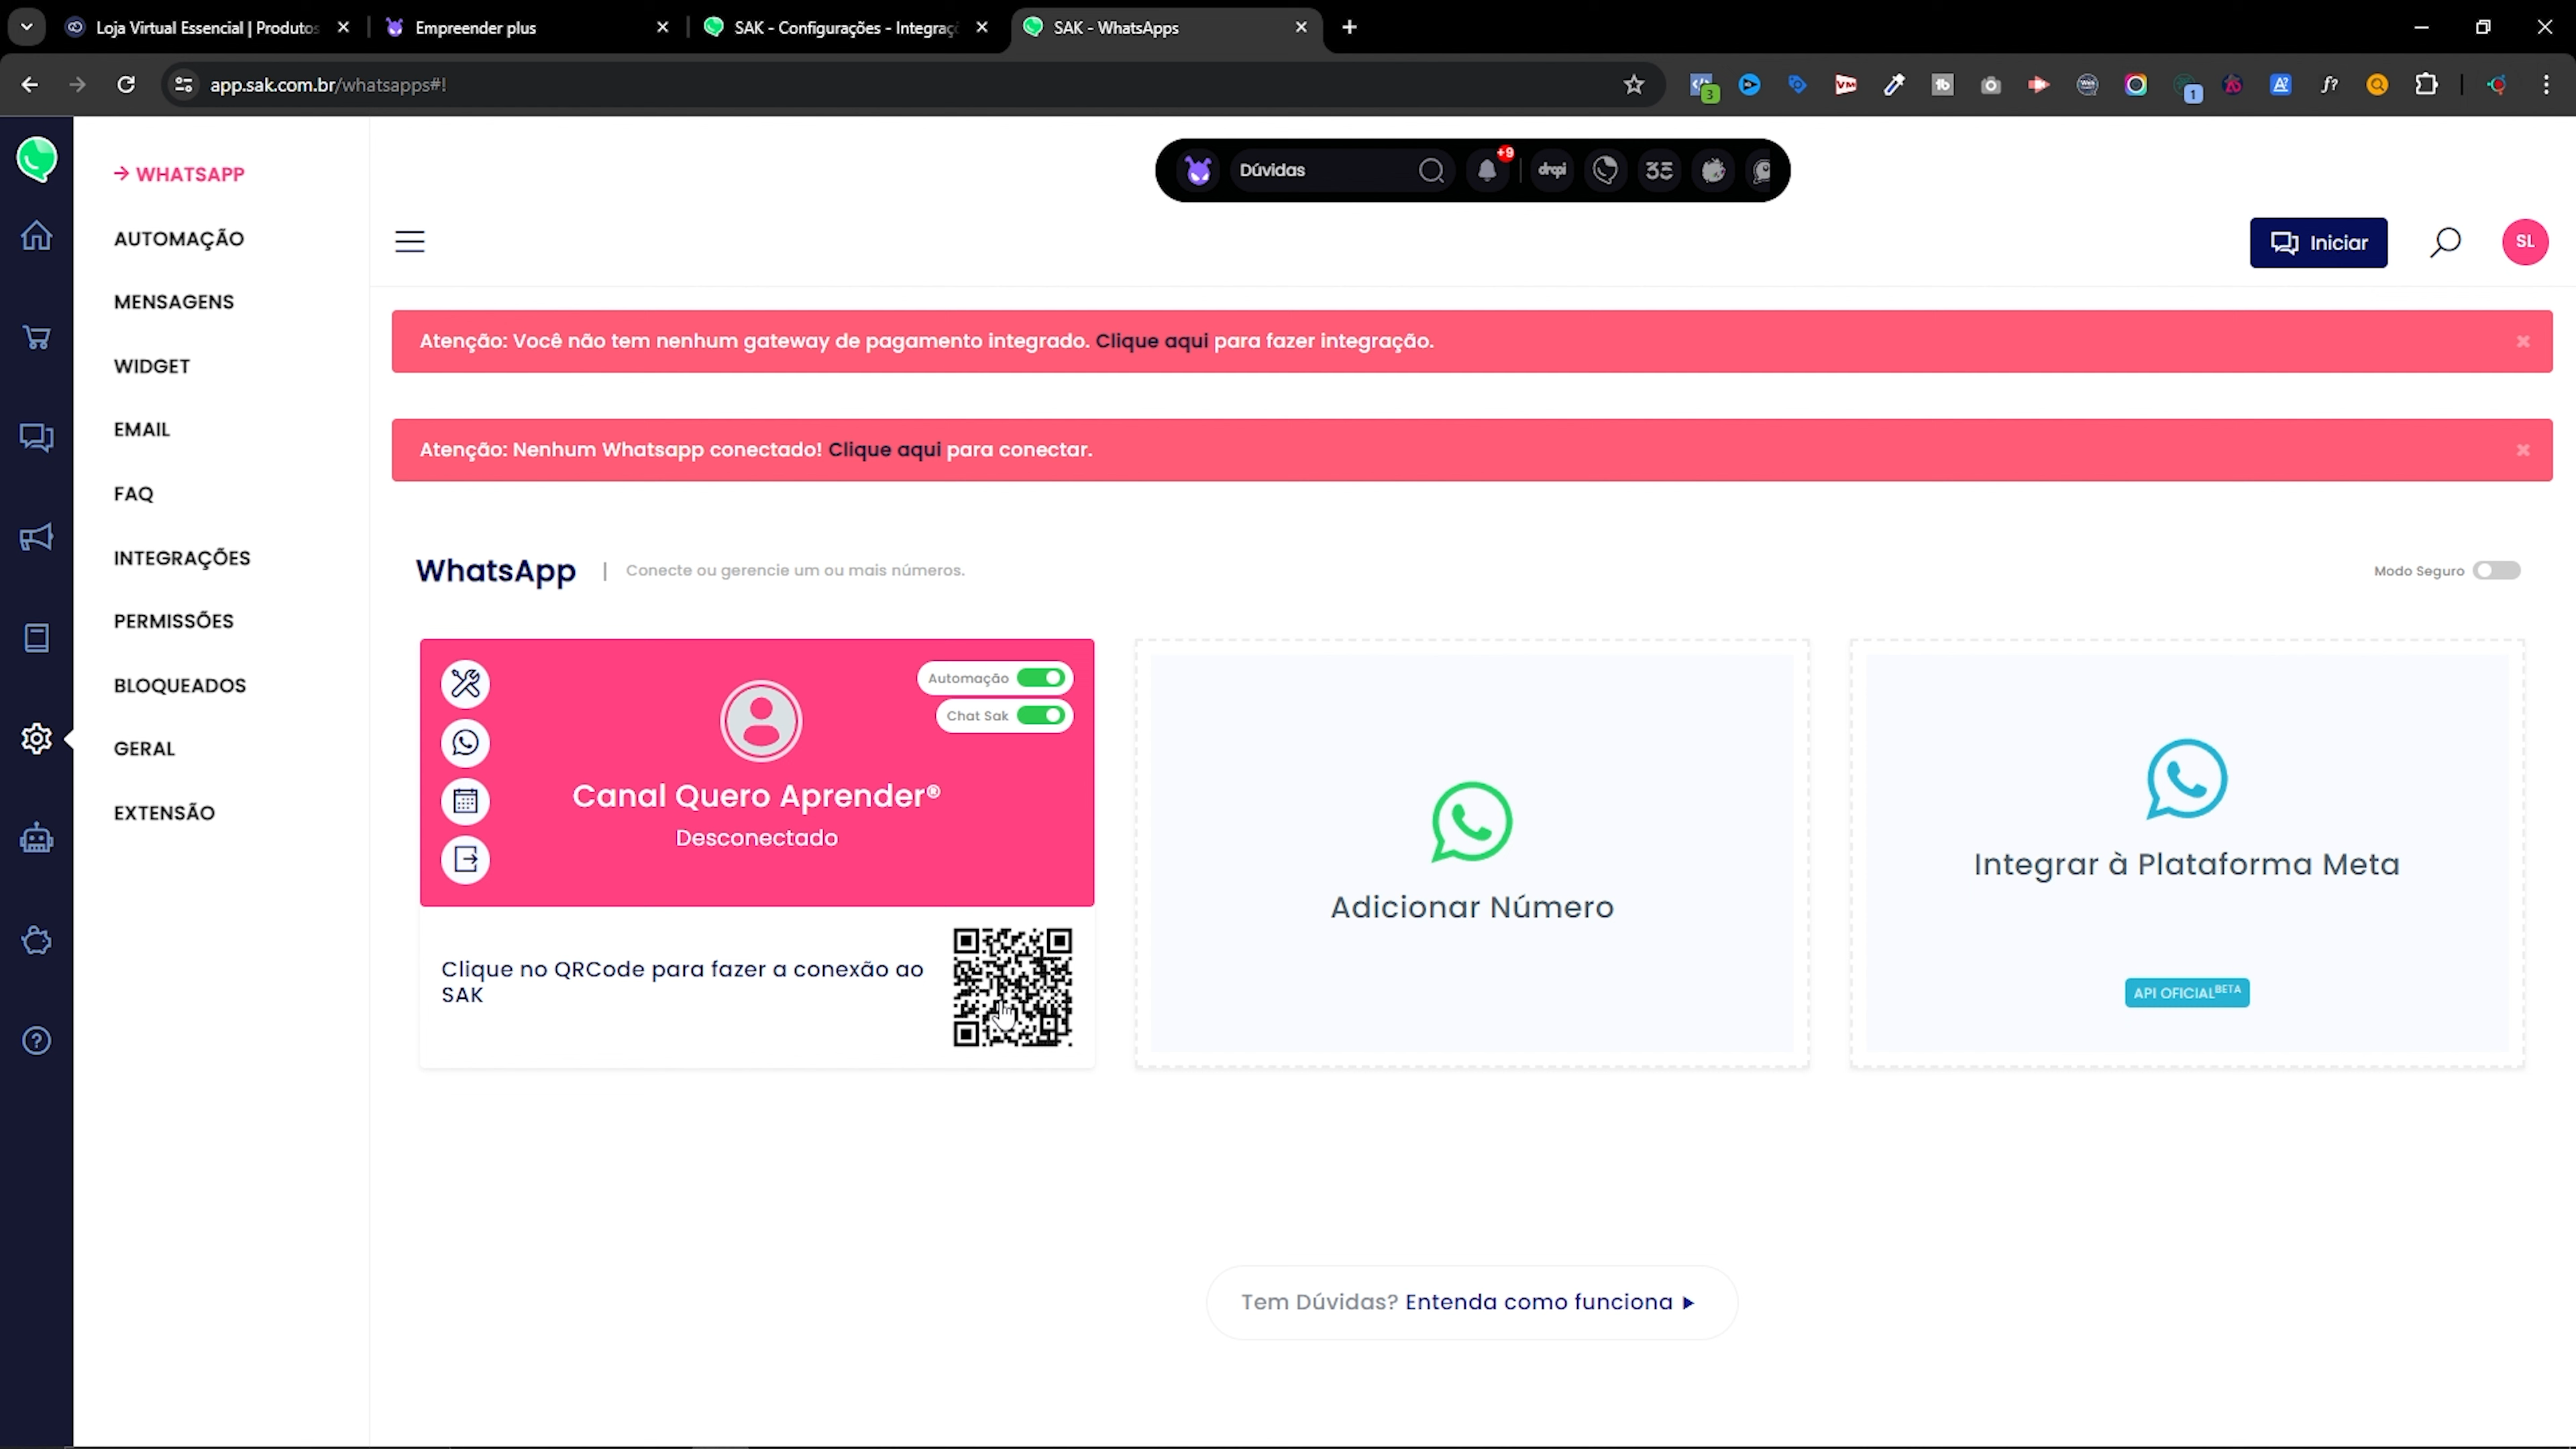 Loja Virtual Essencial | Produtos
Empreender plus
SAK - Configurações - Integraç
SAK - WhatsApps
app.sak.com.br/whatsapps#!
3
1
WHATSAPP
AUTOMAÇÃO
MENSAGENS
WIDGET
EMAIL
FAQ
INTEGRAÇÕES
PERMISSÕES
BLOQUEADOS
GERAL
EXTENSÃO
Dúvidas
+9
dropi
Iniciar
SL
Atenção: Você não tem nenhum gateway de pagamento integrado. Clique aqui para fazer integração.
Atenção: Nenhum Whatsapp conectado! Clique aqui para conectar.
WhatsApp | Conecte ou gerencie um ou mais números.
Modo Seguro
Automação
Chat Sak
Canal Quero Aprender®
Desconectado
Clique no QRCode para fazer a conexão ao
SAK
Adicionar Número
Integrar à Plataforma Meta
API OFICIAL BETA
Tem Dúvidas? Entenda como funciona